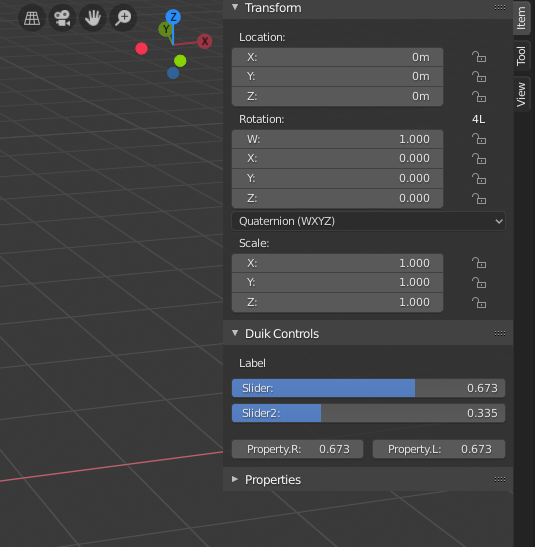 Z
Y
X
Transform
Location:
X: 0m
Y: 0m
Z: 0m
Rotation: 4L
W: 1.000
X: 0.000
Y: 0.000
Z: 0.000
Quaternion (WXYZ)
Scale:
X: 1.000
Y: 1.000
Z: 1.000
Duik Controls
Label
Slider: 0.673
Slider2: 0.335
Property.R: 0.673 Property.L: 0.673
Properties
Item
Tool
View